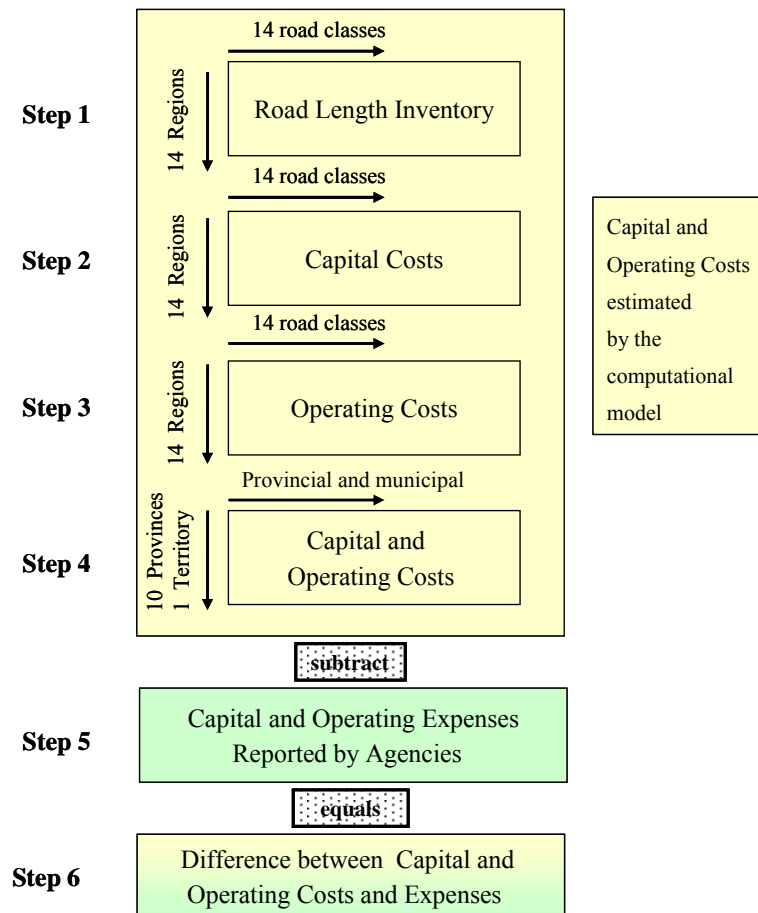 14 road classes
Step 1
14 Regions
Road Length Inventory
14 road classes
Step 2
14 Regions
Capital Costs
14 road classes
Step 3
14 Regions
Operating Costs
Provincial and municipal
Step 4
10 Provinces
1 Territory
Capital and
Operating Costs
Capital and
Operating Costs
estimated
by the
computational
model
subtract
Step 5
Capital and Operating Expenses
Reported by Agencies
equals
Step 6
Difference between Capital and
Operating Costs and Expenses